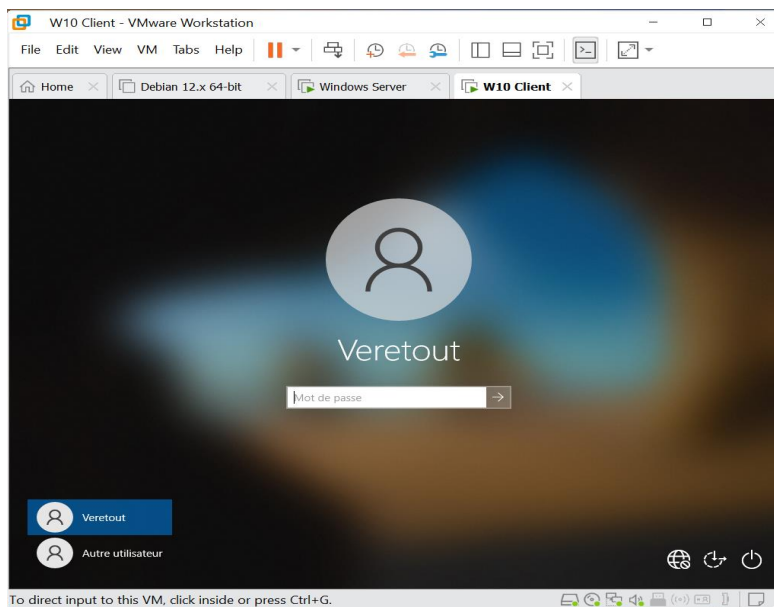 W10 Client - VMware Workstation
File Edit View VM Tabs Help
Home Debian 12.x 64-bit Windows Server W10 Client
Veretout
Mot de passe
Veretout
Autre utilisateur
To direct input to this VM, click inside or press Ctrl+G.